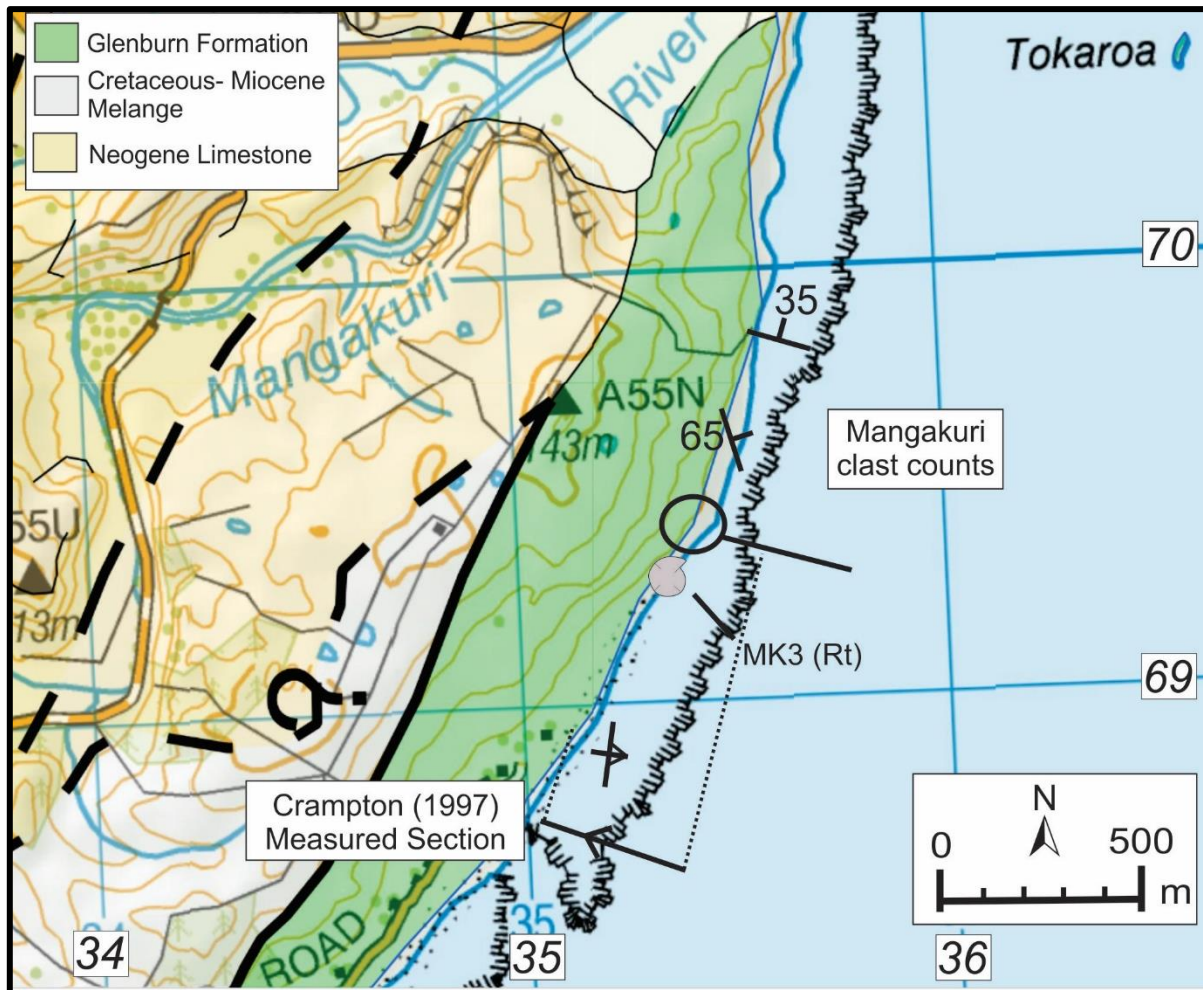 Glenburn Formation
Cretaceous- Miocene
Melange
Neogene Limestone
River
Tokaroa
70
Mangakuri
35
A55N
143m
65
Mangakuri
clast counts
55U
13m
MK3 (Rt)
69
?
Crampton (1997)
Measured Section
N
0 500
m
ROAD
34
35
35
36